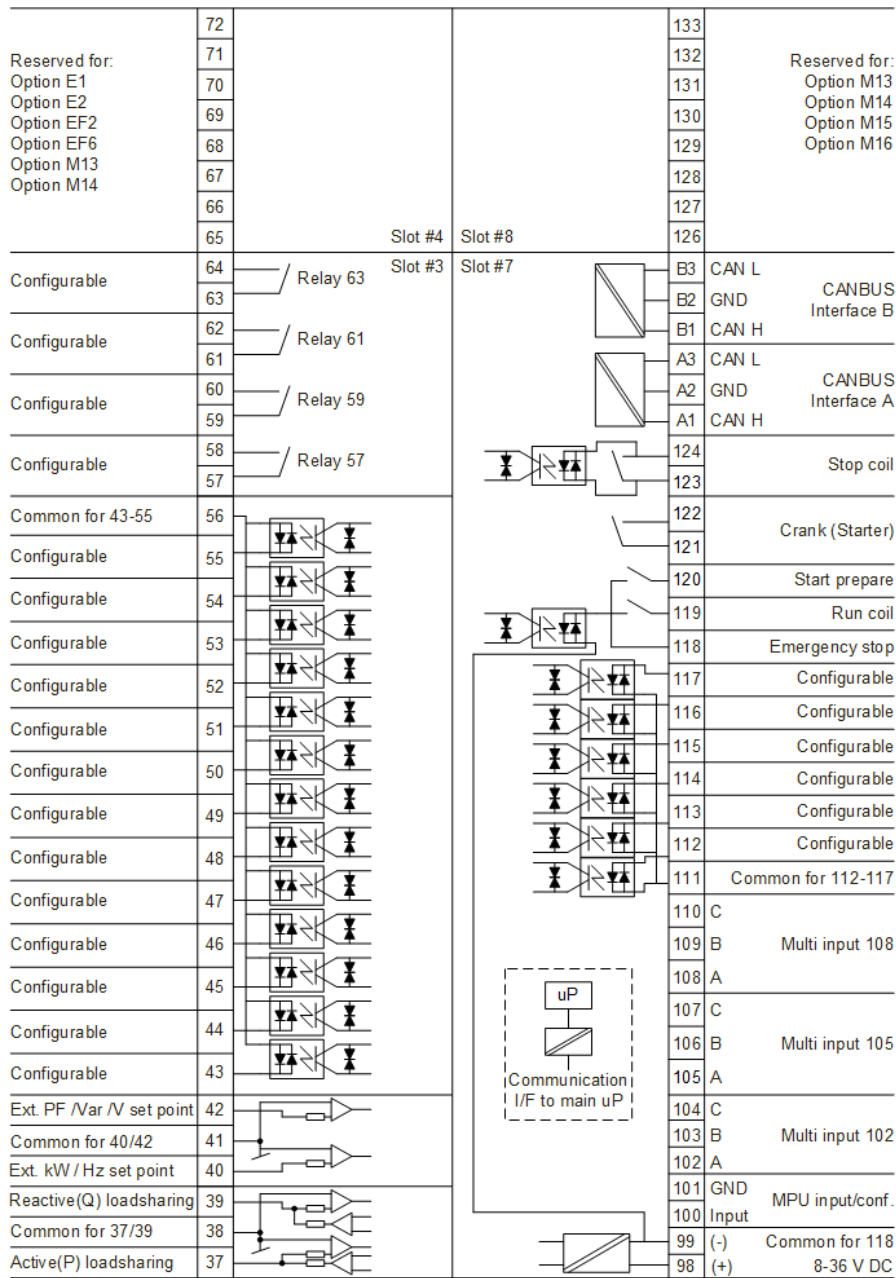 72
71
Reserved for:
Option E1
70
Option E2
69
Option EF2
Option EF6
68
Option M13
67
Option M14
66
65
Slot #4
Configurable
64
63
Relay 63
Slot #3
Configurable
62
61
Relay 61
Configurable
60
59
Relay 59
Configurable
58
57
Relay 57
Common for 43-55 56
Configurable 55
Configurable 54
Configurable 53
Configurable 52
Configurable 51
Configurable 50
Configurable 49
Configurable 48
Configurable 47
Configurable 46
Configurable 45
Configurable 44
Configurable 43
Ext. PF /Var /V set point 42
Common for 40/42 41
Ext. kW / Hz set point 40
Reactive(Q) loadsharing 39
Common for 37/39 38
Active(P) loadsharing 37
133
132
Reserved for:
131
Option M13
130
Option M14
Option M15
129
Option M16
128
127
Slot #8
126
Slot #7
B3 CAN L
B2 GND
B1 CAN H
CANBUS
Interface B
A3 CAN L
A2 GND
A1 CAN H
CANBUS
Interface A
124
123
Stop coil
122
121
Crank (Starter)
120 Start prepare
119 Run coil
118 Emergency stop
117 Configurable
116 Configurable
115 Configurable
114 Configurable
113 Configurable
112 Configurable
111 Common for 112-117
110 C
109 B Multi input 108
108 A
107 C
106 B Multi input 105
105 A
104 C
103 B Multi input 102
102 A
101 GND
100 Input
MPU input/conf.
99 (-) Common for 118
98 (+) 8-36 V DC
uP
Communication
I/F to main uP